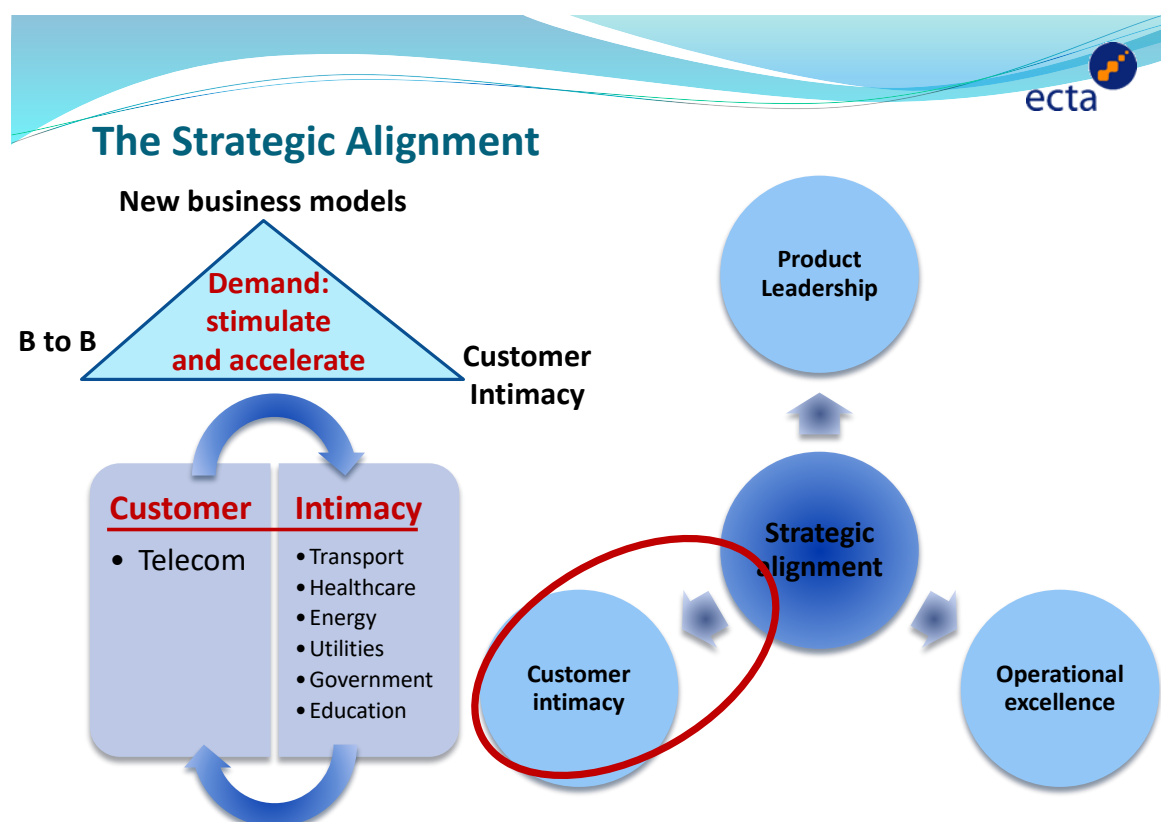 ecta
The Strategic Alignment
New business models
Demand:
stimulate
and accelerate
B to B
Customer
Intimacy
Customer
• Telecom
Intimacy
• Transport
• Healthcare
• Energy
• Utilities
• Government
• Education
Product
Leadership
Strategic
alignment
Customer
intimacy
Operational
excellence